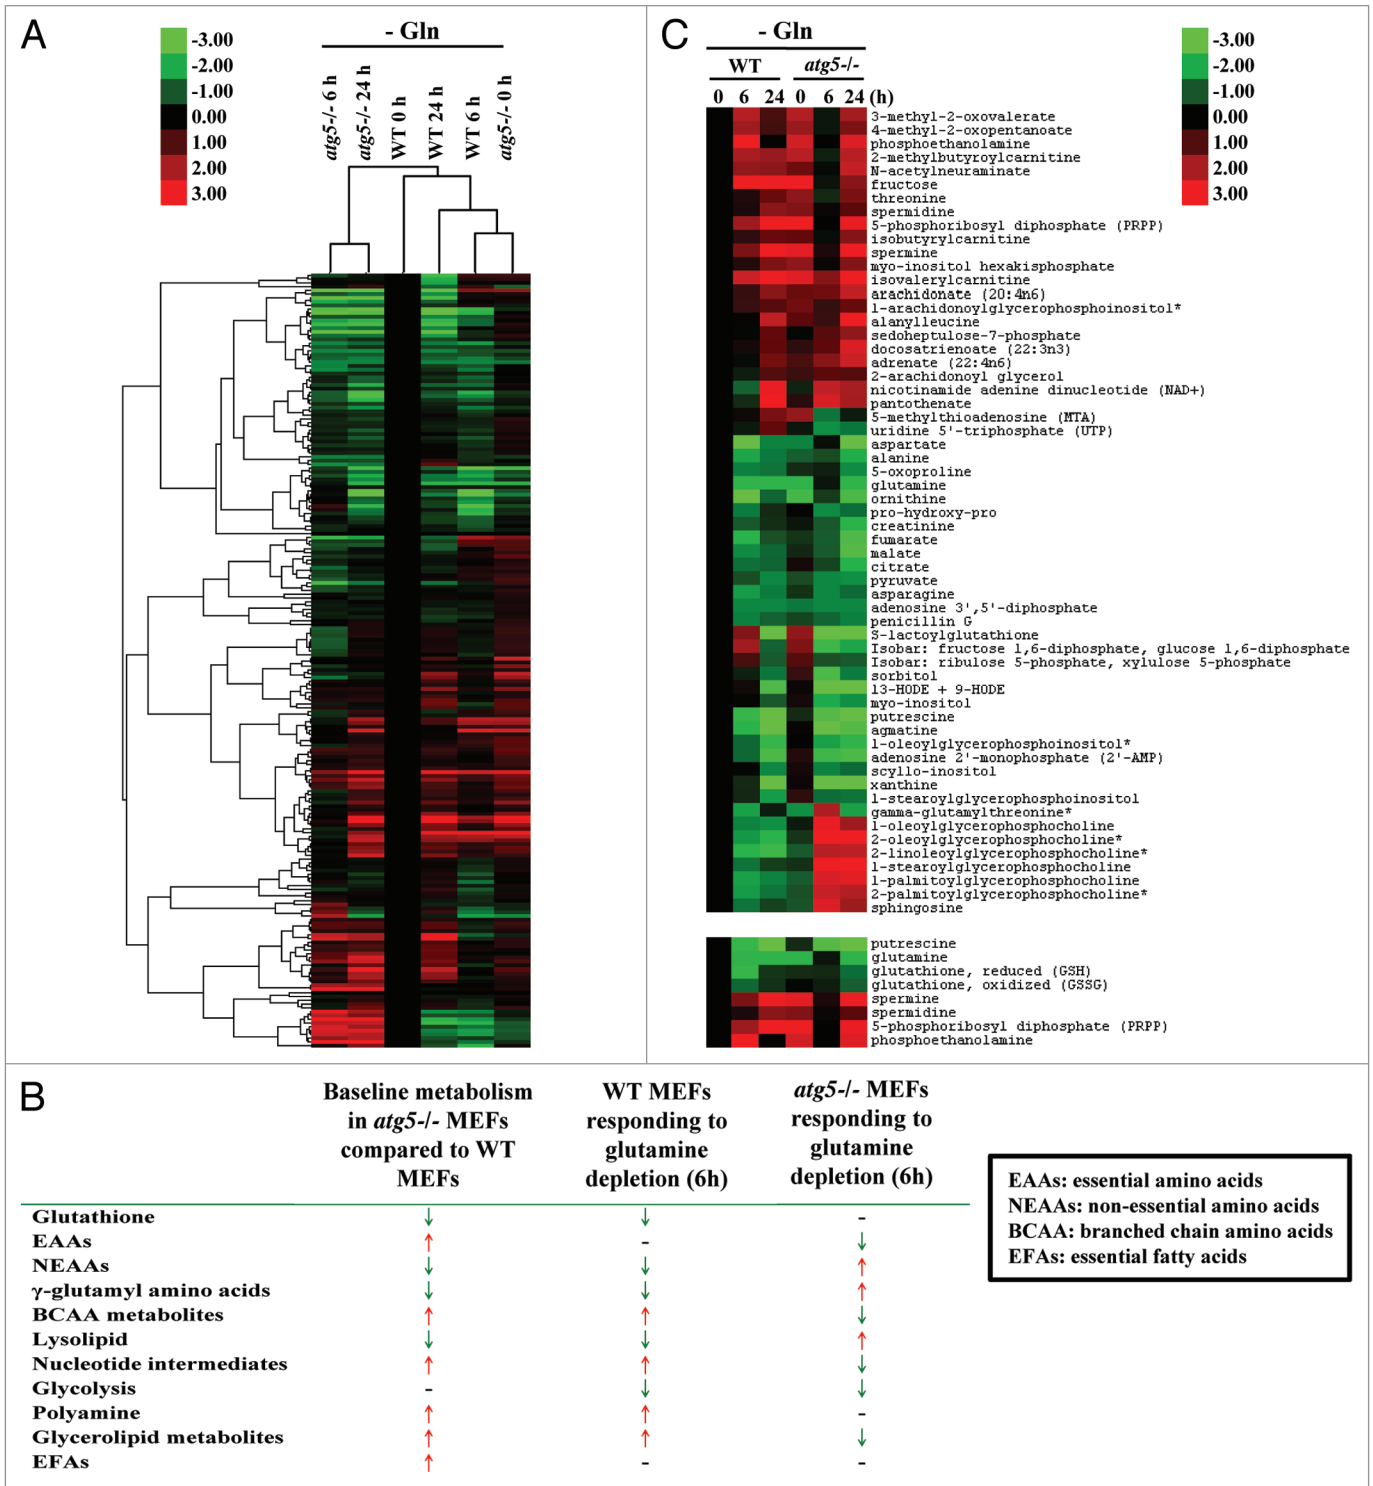 A
- Gln
-3.00
-2.00
-1.00
0.00
1.00
2.00
3.00
atg5-/- 6 h
atg5-/- 24 h
WT 0 h
WT 24 h
WT 6 h
atg5-/- 0 h
C
- Gln
WT atg5-/-
0 6 24 0 6 24 (h)
-3.00
-2.00
-1.00
0.00
1.00
2.00
3.00
3-methyl-2-oxovalerate
4-methyl-2-oxopentanoate
phosphoethanolamine
2-methylbutyroylcarnitine
N-acetylneuraminate
fructose
threonine
spermidine
5-phosphoribosyl diphosphate (PRPP)
isobutyrylcarnitine
spermine
myo-inositol hexakisphosphate
isovalerylcarnitine
arachidonate (20:4n6)
1-arachidonoylglycerophosphoinositol*
alanylleucine
sedoheptulose-7-phosphate
docosatrienoate (22:3n3)
adrenate (22:4n6)
2-arachidonoyl glycerol
nicotinamide adenine dinucleotide (NAD+)
pantothenate
5-methylthioadenosine (MTA)
uridine 5'-triphosphate (UTP)
aspartate
alanine
5-oxoproline
glutamine
ornithine
pro-hydroxy-pro
creatinine
fumarate
malate
citrate
pyruvate
asparagine
adenosine 3',5'-diphosphate
penicillin G
S-lactoylglutathione
Isobar: fructose 1,6-diphosphate, glucose 1,6-diphosphate
Isobar: ribulose 5-phosphate, xylulose 5-phosphate
sorbitol
13-HODE + 9-HODE
myo-inositol
putrescine
agmatine
1-oleoylglycerophosphoinositol*
adenosine 2'-monophosphate (2'-AMP)
scyllo-inositol
xanthine
1-stearoylglycerophosphoinositol
gamma-glutamylthreonine*
1-oleoylglycerophosphocholine
2-oleoylglycerophosphocholine*
2-linoleoylglycerophosphocholine*
1-stearoylglycerophosphocholine
1-palmitoylglycerophosphocholine
2-palmitoylglycerophosphocholine*
sphingosine
putrescine
glutamine
glutathione, reduced (GSH)
glutathione, oxidized (GSSG)
spermine
spermidine
5-phosphoribosyl diphosphate (PRPP)
phosphoethanolamine
B
Baseline metabolism
in atg5-/- MEFs
compared to WT
MEFs
WT MEFs
responding to
glutamine
depletion (6h)
atg5-/- MEFs
responding to
glutamine
depletion (6h)
Glutathione ↓ ↓ -
EAAs ↑ - ↓
NEAAs ↓ ↓ ↑
γ-glutamyl amino acids ↓ ↓ ↑
BCAA metabolites ↑ ↑ ↓
Lysolipid ↓ ↓ ↑
Nucleotide intermediates ↑ ↑ ↓
Glycolysis - ↓ ↓
Polyamine ↑ ↑ -
Glycerolipid metabolites ↑ ↑ ↓
EFAs ↑ - -
EAAs: essential amino acids
NEAAs: non-essential amino acids
BCAA: branched chain amino acids
EFAs: essential fatty acids